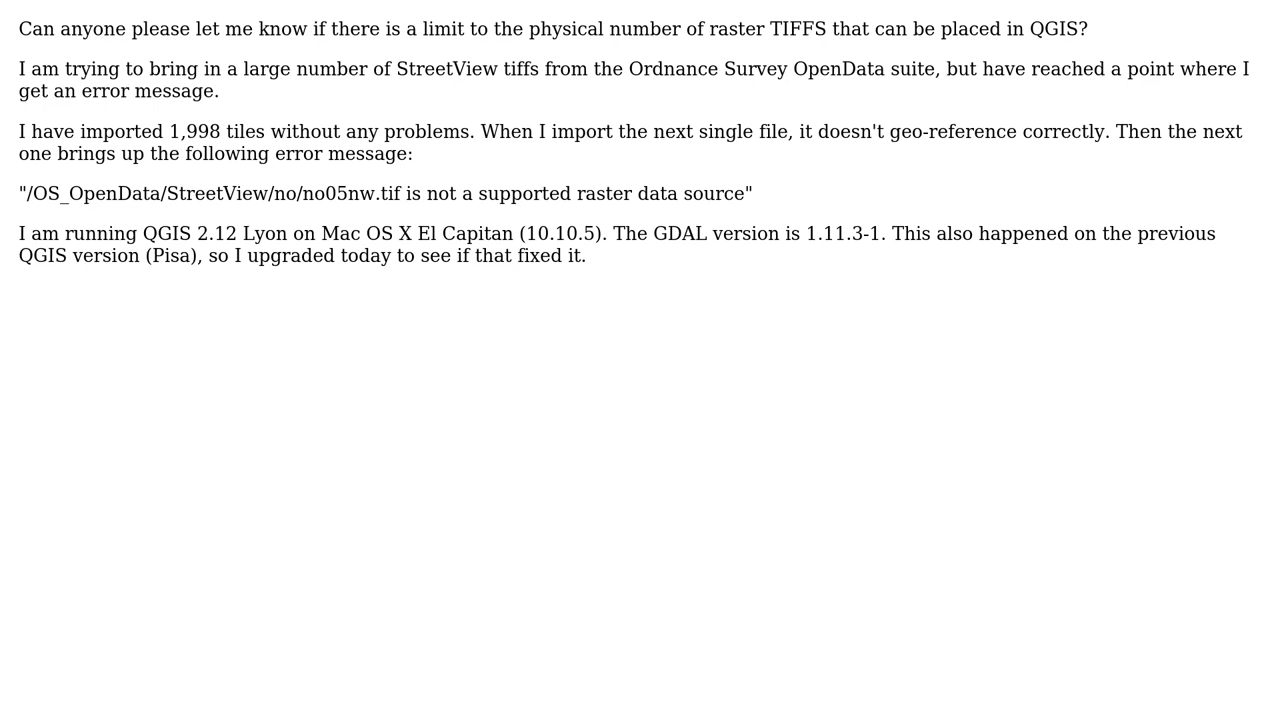 Can anyone please let me know if there is a limit to the physical number of raster TIFFS that can be placed in QGIS?
I am trying to bring in a large number of StreetView tiffs from the Ordnance Survey OpenData suite, but have reached a point where I
get an error message.
I have imported 1,998 tiles without any problems. When I import the next single file, it doesn't geo-reference correctly. Then the next
one brings up the following error message:
"/OS_OpenData/StreetView/no/no05nw.tif is not a supported raster data source"
I am running QGIS 2.12 Lyon on Mac OS X El Capitan (10.10.5). The GDAL version is 1.11.3-1. This also happened on the previous
QGIS version (Pisa), so I upgraded today to see if that fixed it.